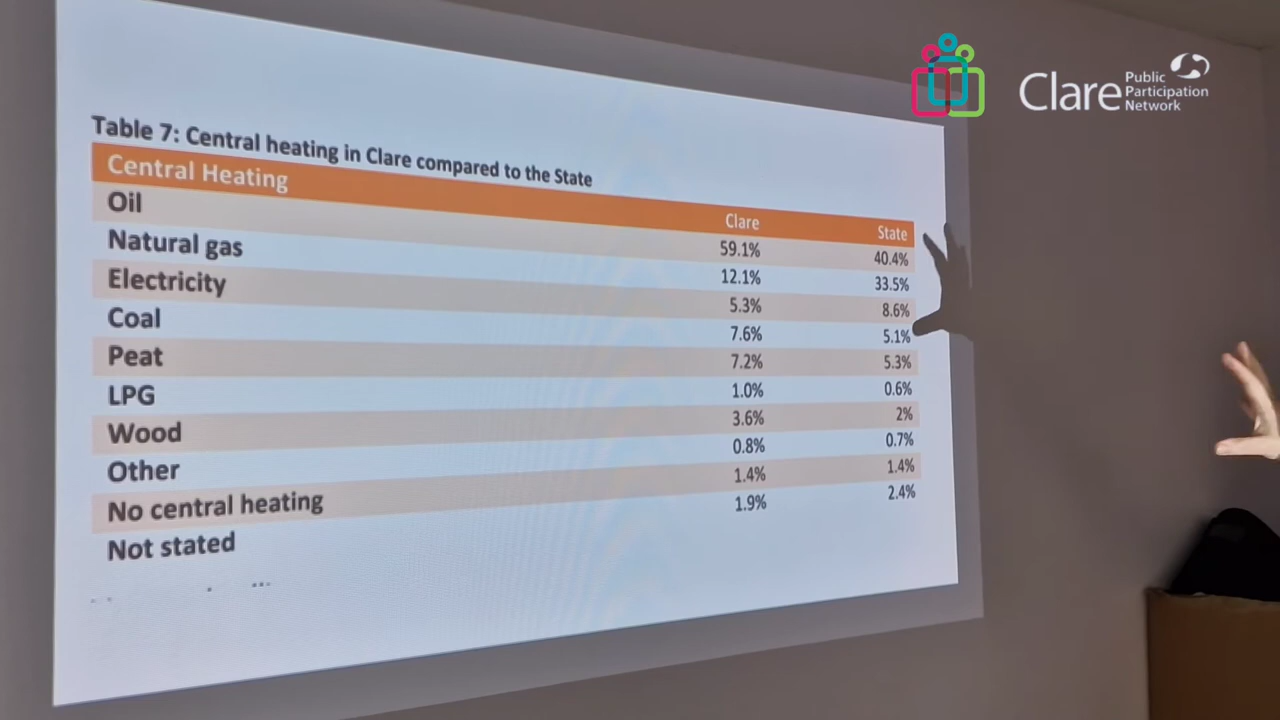 Clare Public Participation Network
Table 7: Central heating in Clare compared to the State
Central Heating Clare State
Oil 59.1% 40.4%
Natural gas 12.1% 33.5%
Electricity 5.3% 8.6%
Coal 7.6% 5.1%
Peat 7.2% 5.3%
LPG 1.0% 0.6%
Wood 3.6% 2%
Other 0.8% 0.7%
No central heating 1.4% 1.4%
Not stated 1.9% 2.4%